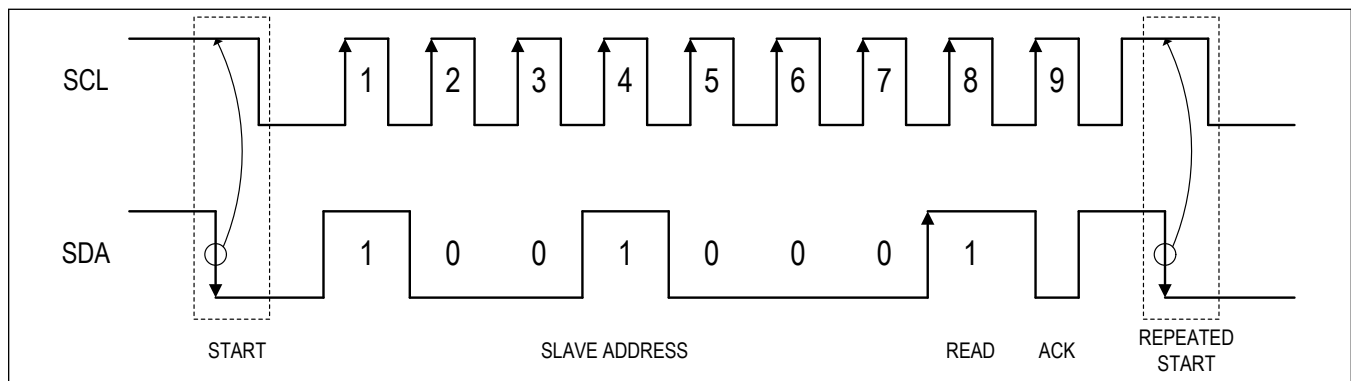 SCL
1 2 3 4 5 6 7 8 9
SDA
1 0 0 1 0 0 0 1
START
SLAVE ADDRESS
READ
ACK
REPEATED
START